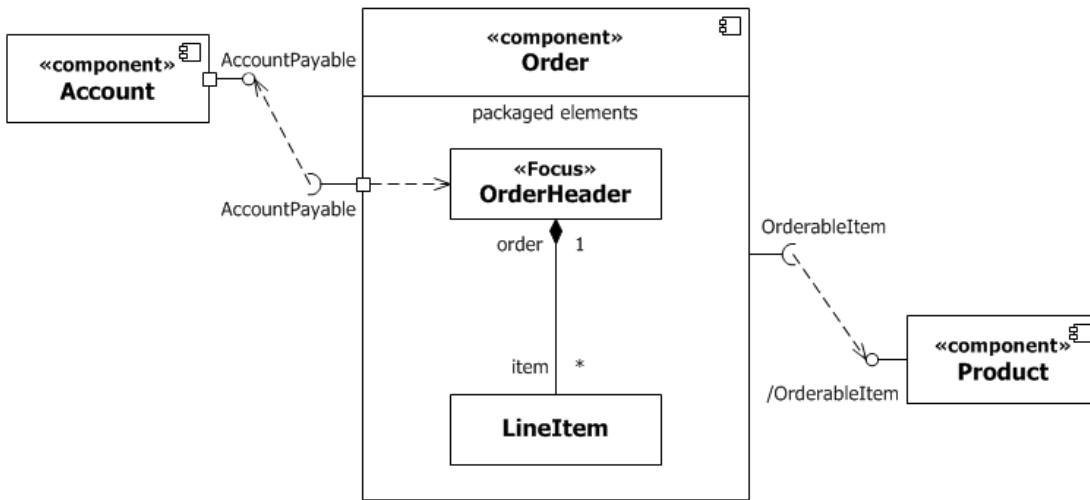 «component»
Account
AccountPayable
AccountPayable
«component»
Order
packaged elements
«Focus»
OrderHeader
order 1
item *
LineItem
OrderableItem
/OrderableItem
«component»
Product